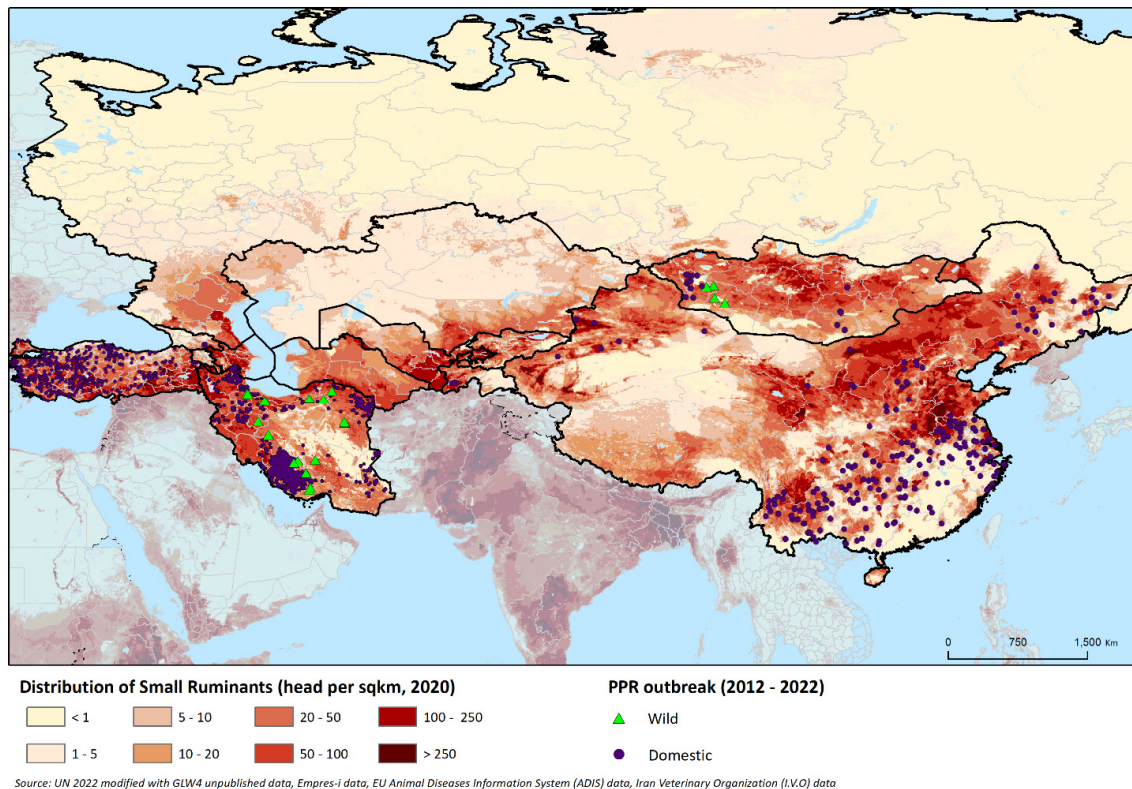 0 750 1,500 Km
Distribution of Small Ruminants (head per sqkm, 2020) PPR outbreak (2012 - 2022)
< 1 5 - 10 20 - 50 100 - 250 Wild
1 - 5 10 - 20 50 - 100 > 250 Domestic
Source: UN 2022 modified with GLW4 unpublished data, Empres-i data, EU Animal Diseases Information System (ADIS) data, Iran Veterinary Organization (I.V.O) data